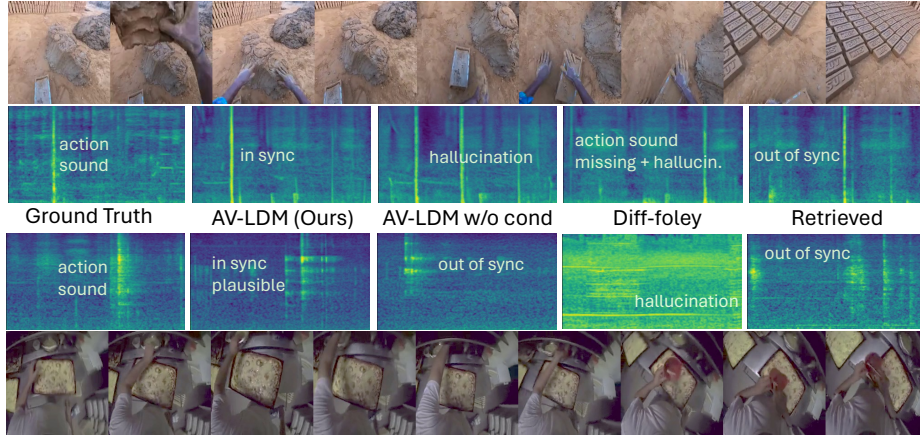 action
sound
in sync
hallucination
action sound
missing + hallucin.
out of sync
Ground Truth
AV-LDM (Ours)
AV-LDM w/o cond
Diff-foley
Retrieved
action
sound
in sync
plausible
out of sync
hallucination
out of sync